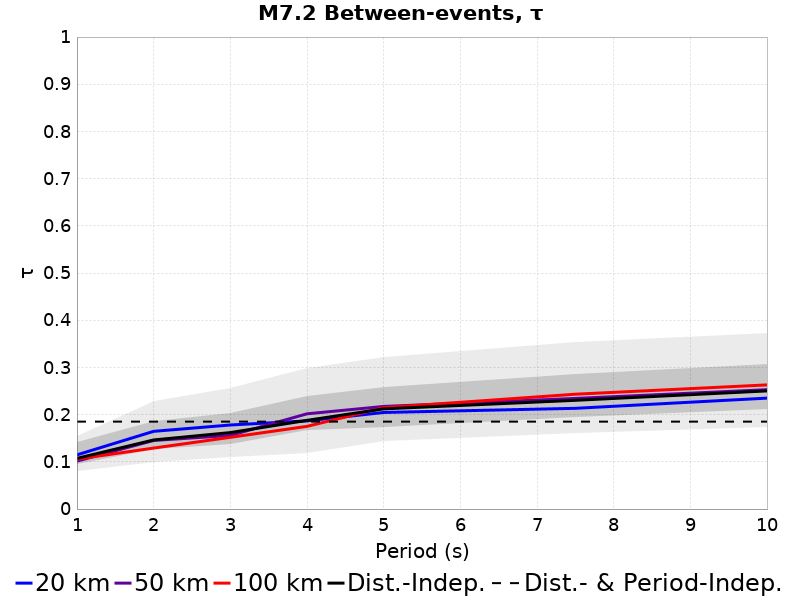 M7.2 Between-events, τ
1
0.9
0.8
0.7
0.6
0.5
0.4
0.3
0.2
0.1
0
τ
1 2 3 4 5 6 7 8 9 10
Period (s)
20 km 50 km 100 km Dist.-Indep. Dist.- & Period-Indep.